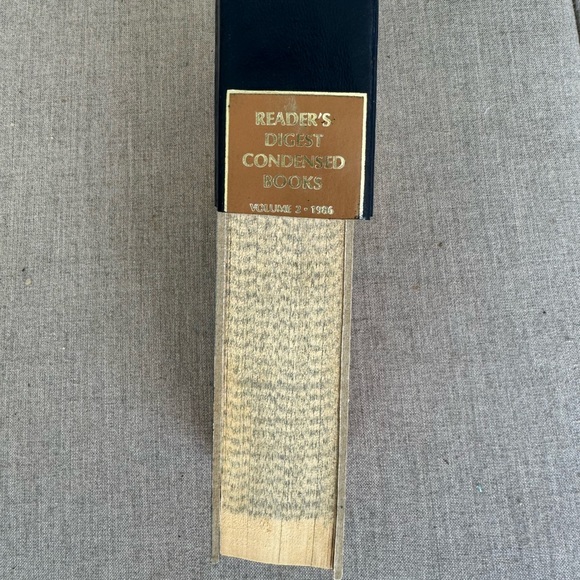 READER'S
DIGEST
CONDENSED
BOOKS
VOLUME 2 • 1986